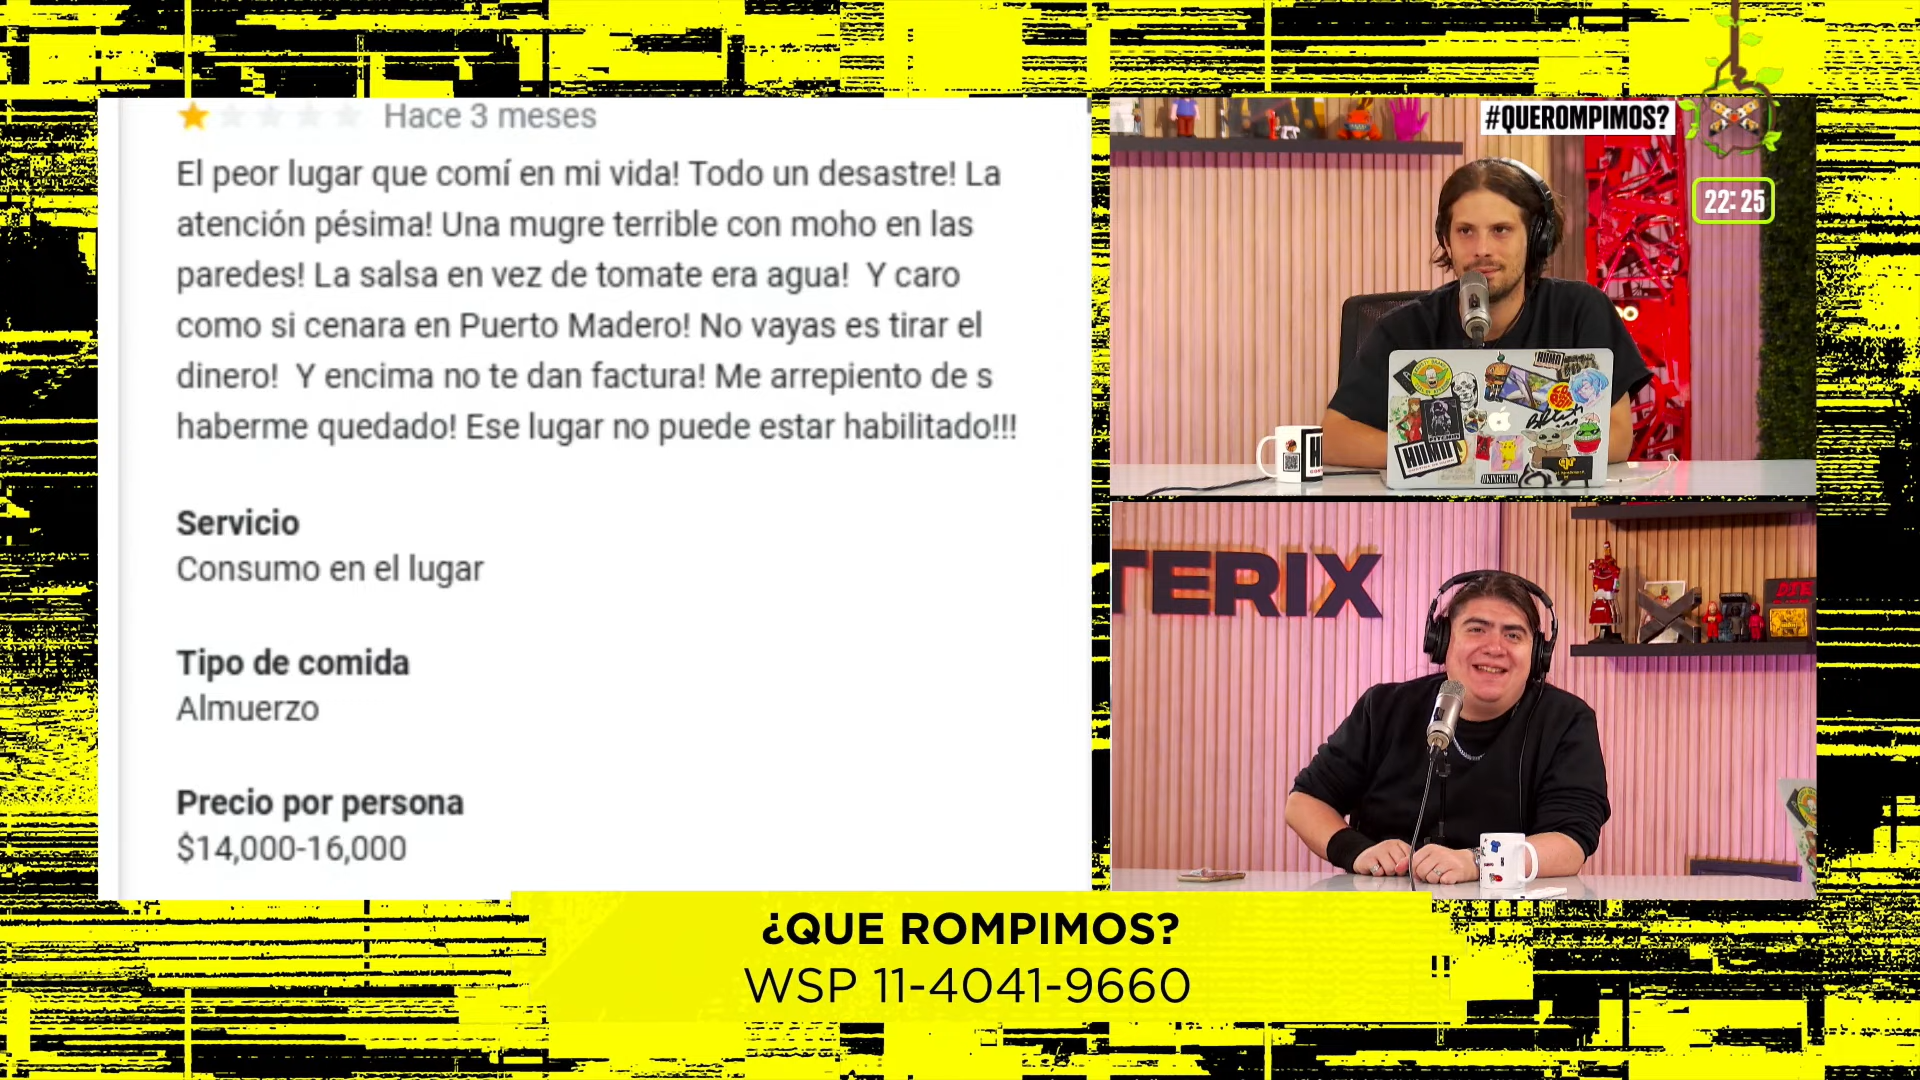 Hace 3 meses
El peor lugar que comí en mi vida! Todo un desastre! La
atención pésima! Una mugre terrible con moho en las
paredes! La salsa en vez de tomate era agua!  Y caro
como si cenara en Puerto Madero! No vayas es tirar el
dinero!  Y encima no te dan factura! Me arrepiento de s
haberme quedado! Ese lugar no puede estar habilitado!!!
Servicio
Consumo en el lugar
Tipo de comida
Almuerzo
Precio por persona
$14,000-16,000
#QUEROMPIMOS?
22:25
TERIX
¿QUE ROMPIMOS?
WSP 11-4041-9660